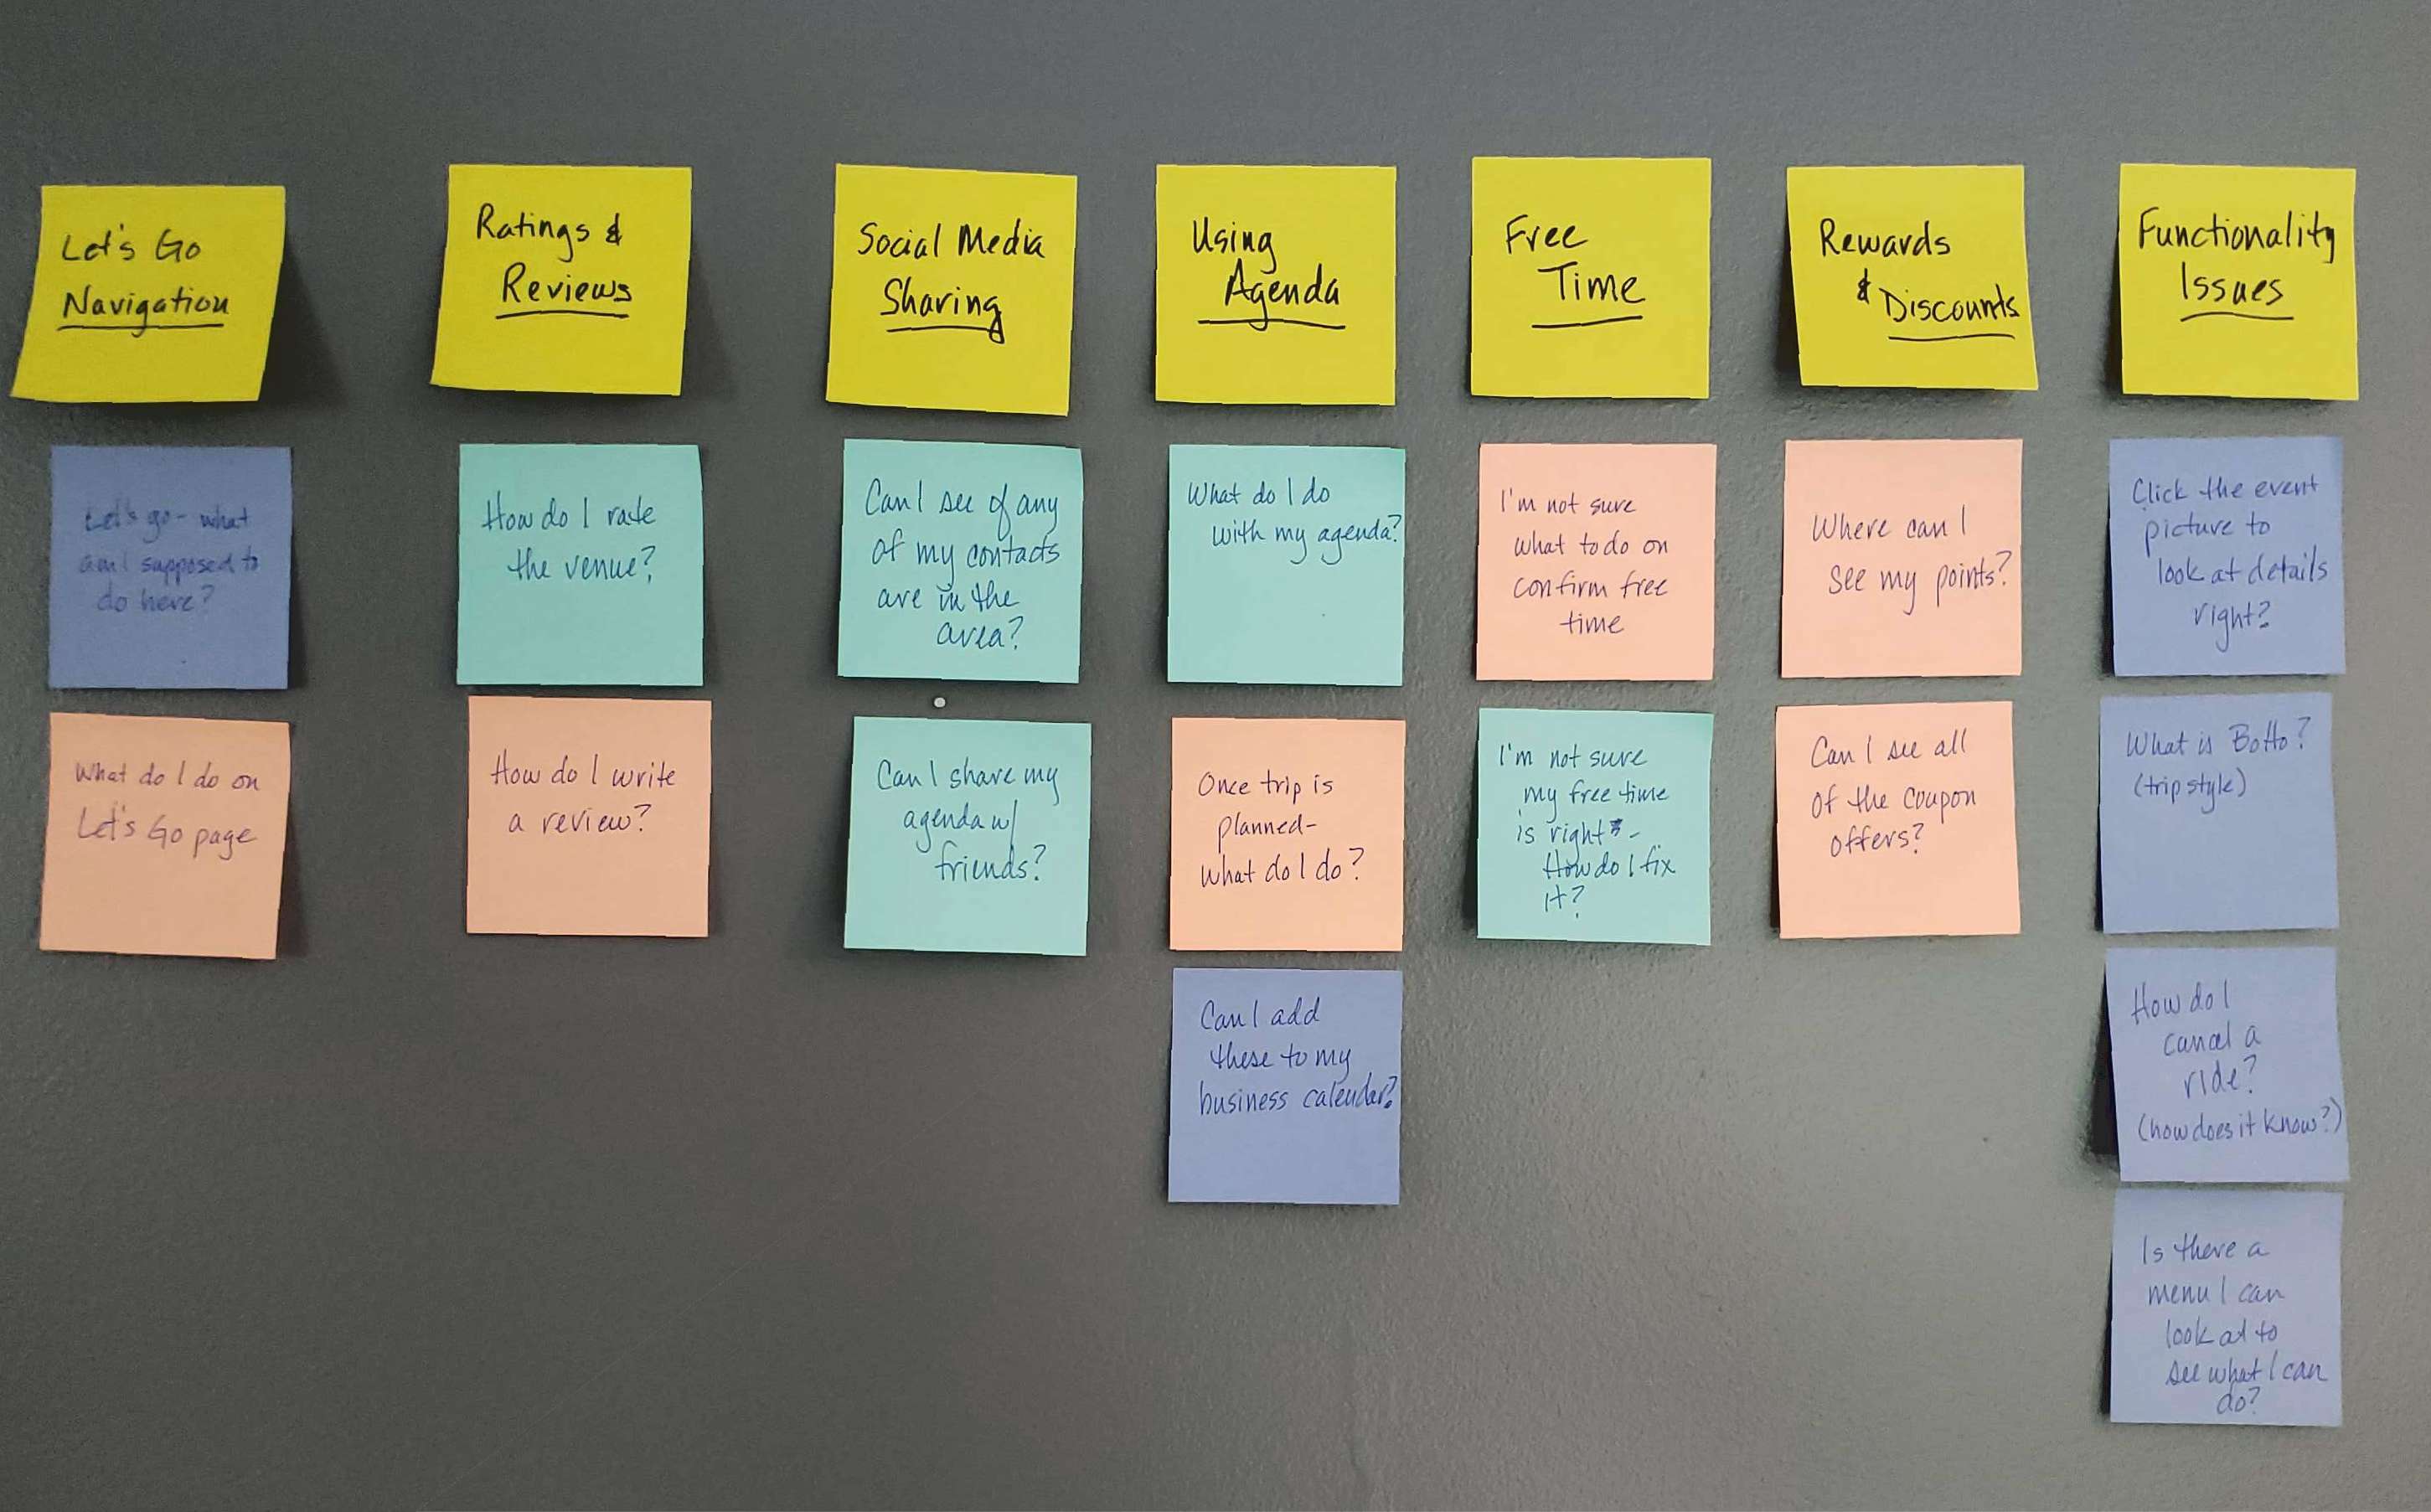 Let's Go
Navigation
Let's go - what
am I supposed to
do here?
What do I do on
Let's Go page
Ratings &
Reviews
How do I rate
the venue?
How do I write
a review?
Social Media
Sharing
Can I see of any
of my contacts
are in the
area?
Can I share my
agenda w/
friends?
Using
Agenda
What do I do
with my agenda?
Once trip is
planned-
what do I do?
Can I add
these to my
business calendar?
Free
Time
I'm not sure
what to do on
confirm free
time
I'm not sure
my free time
is right -
How do I fix
it?
Rewards
& Discounts
Where can I
see my points?
Can I see all
of the coupon
offers?
Functionality
Issues
Click the event
picture to
look at details
right?
What is Botto?
(trip style)
How do I
cancel a
ride?
(how does it know?)
Is there a
menu I can
look at to
see what I can
do?